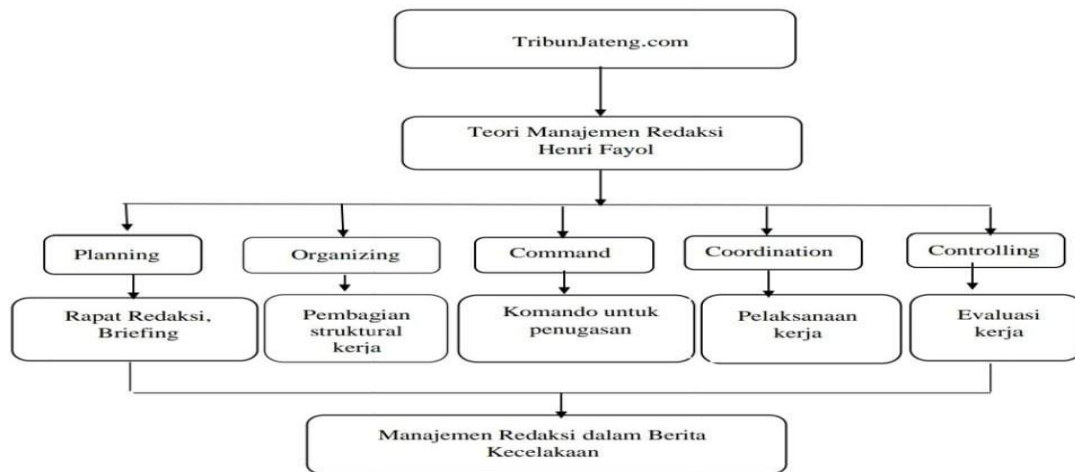 TribunJateng.com
Teori Manajemen Redaksi
Henri Fayol
Planning
Organizing
Command
Coordination
Controlling
Rapat Redaksi,
Briefing
Pembagian
struktural
kerja
Komando untuk
penugasan
Pelaksanaan
kerja
Evaluasi
kerja
Manajemen Redaksi dalam Berita
Kecelakaan